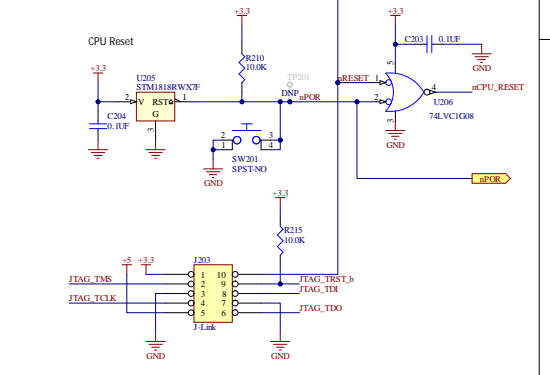 CPU Reset
+3.3
+3.3
+3.3
R210
10.0K
C203
0.1UF
GND
U205
STM1818RWX7F
2
V
RST
1
G
3
C204
0.1UF
TP201
DNP
nPOR
nRESET
1
2
5
4
3
nCPU_RESET
U206
74LVC1G08
GND
2
1
3
4
SW201
SPST-NO
GND
nPOR
+3.3
R215
10.0K
+5
+3.3
J203
JTAG_TMS
JTAG_TCLK
1
2
3
4
5
10
9
8
7
6
JTAG_TRST_b
JTAG_TDI
JTAG_TDO
J-Link
GND
GND